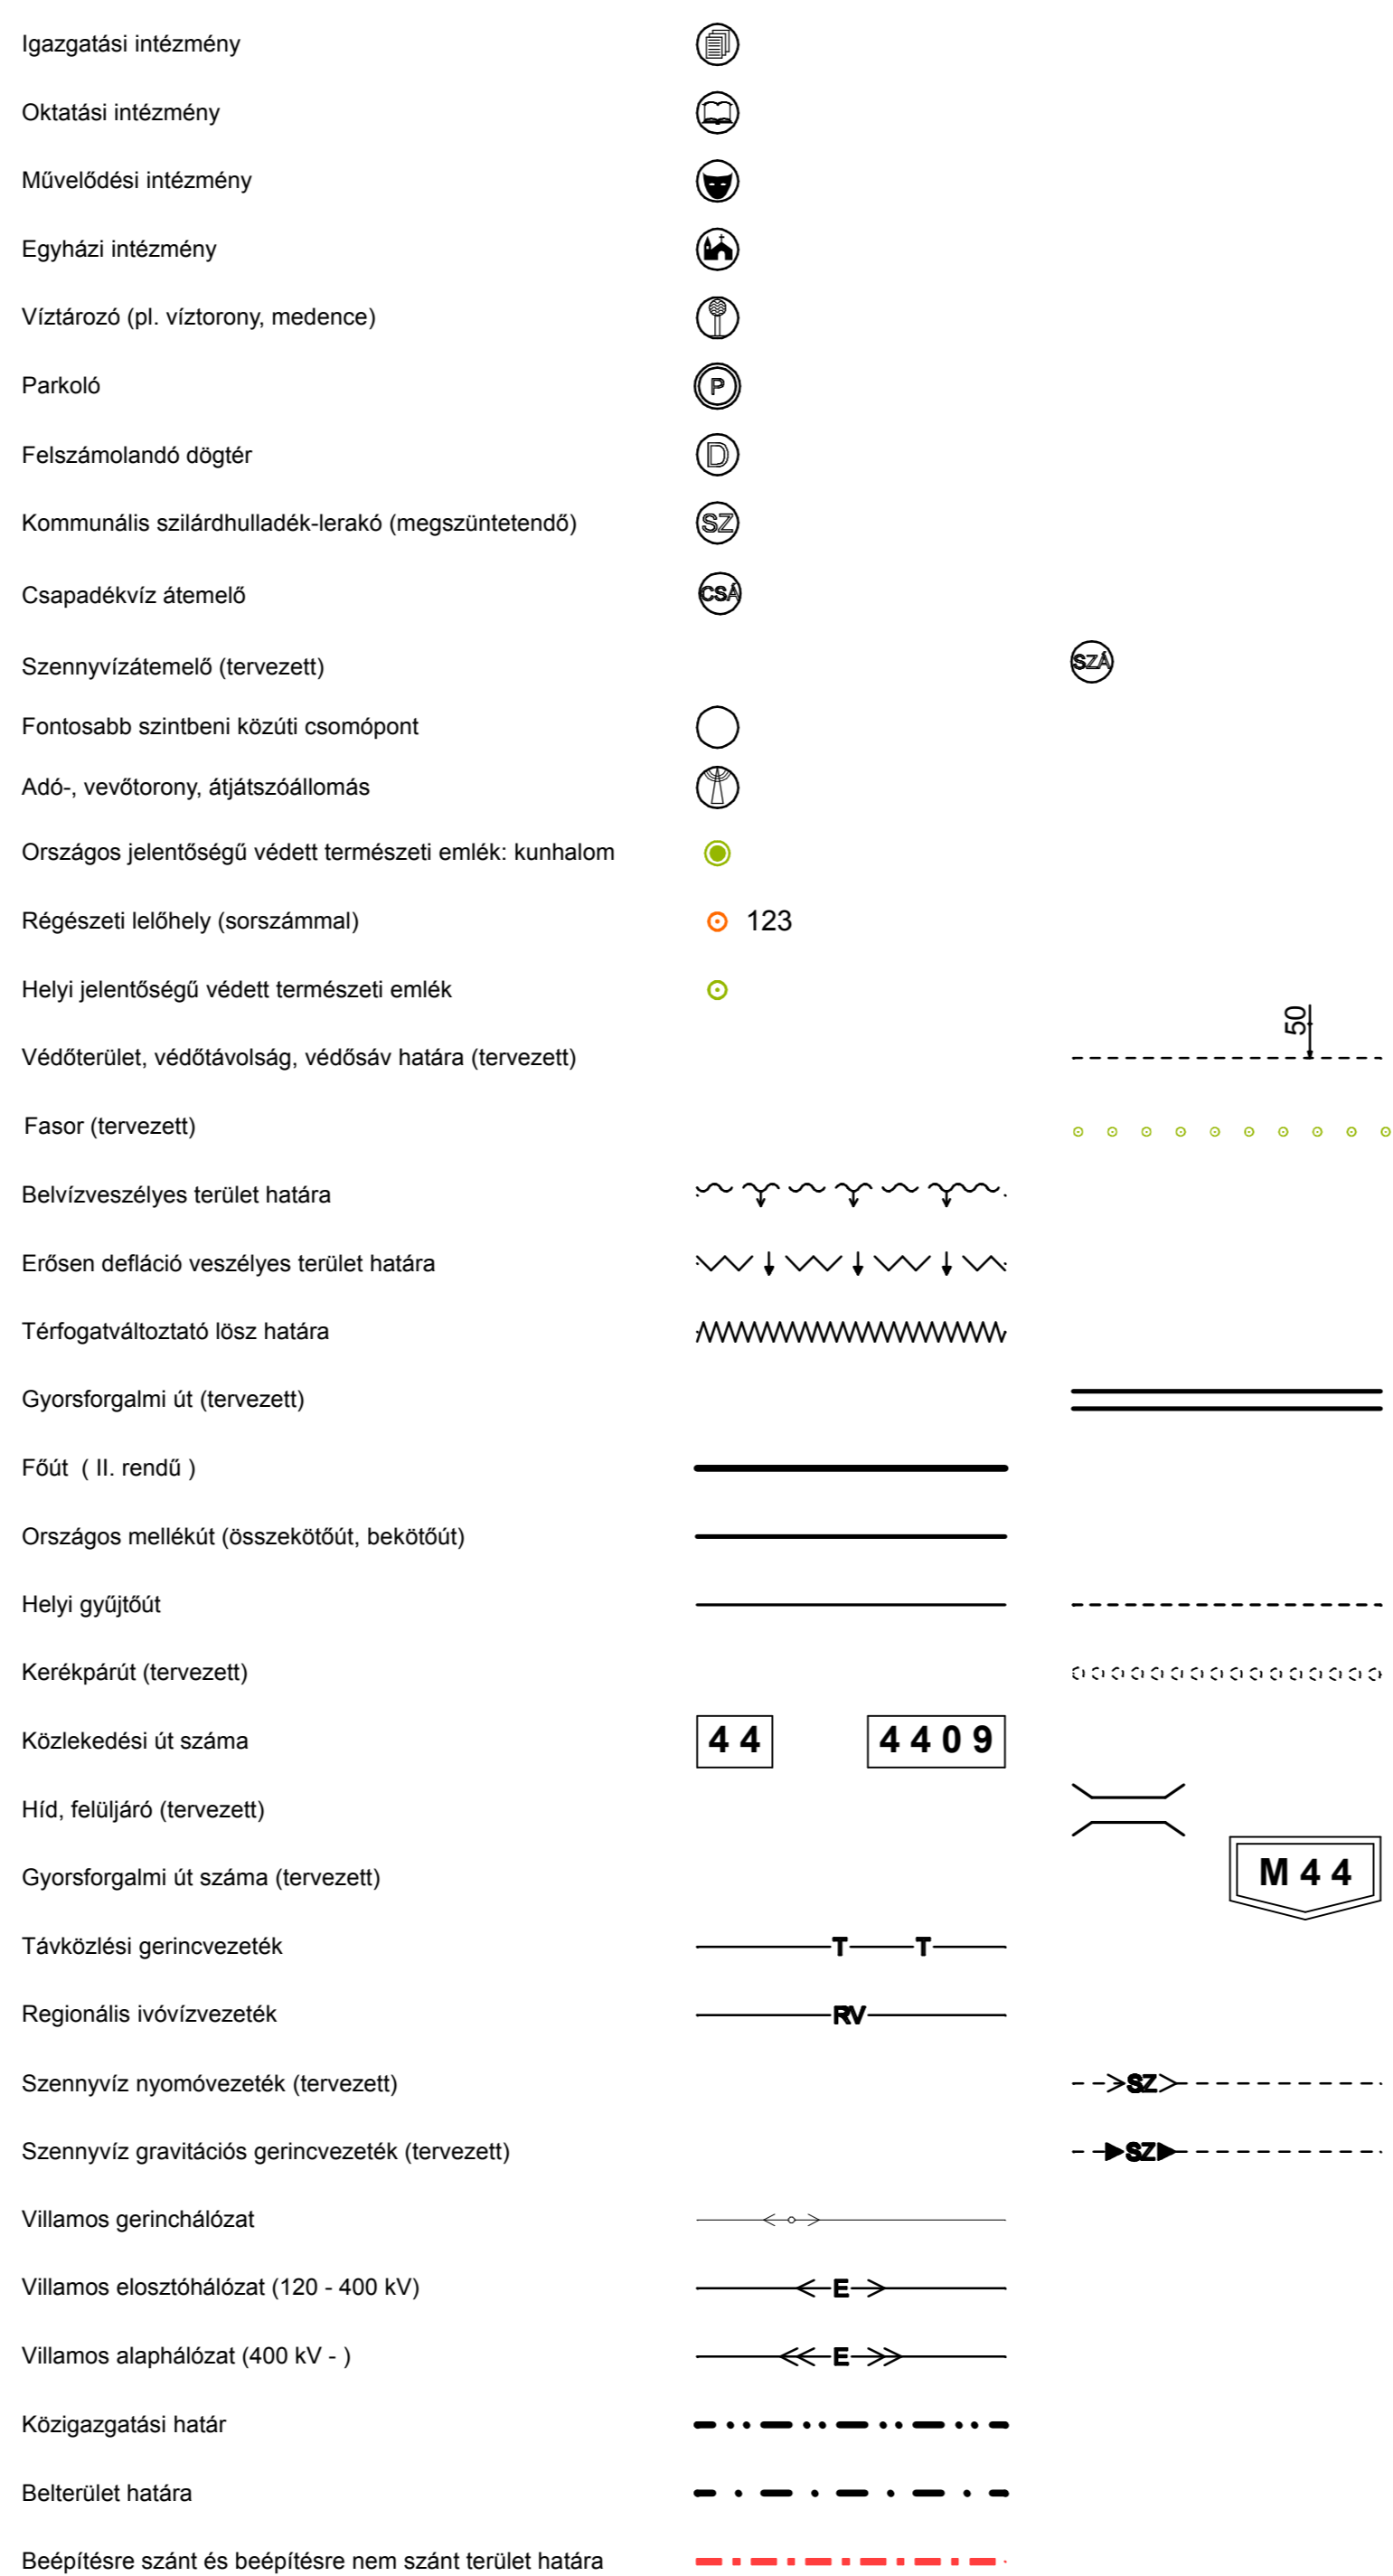 Igazgatási intézmény
Oktatási intézmény
Művelődési intézmény
Egyházi intézmény
Víztározó (pl. víztorony, medence)
Parkoló P
Felszámolandó dögtér D
Kommunális szilárdhulladék-lerakó (megszüntetendő) SZ
Csapadékvíz átemelő CSÁ
Szennyvízátemelő (tervezett) SZÁ
Fontosabb szintbeni közúti csomópont
Adó-, vevőtorony, átjátszóállomás
Országos jelentőségű védett természeti emlék: kunhalom
Régészeti lelőhely (sorszámmal) 123
Helyi jelentőségű védett természeti emlék
Védőterület, védőtávolság, védősáv határa (tervezett) 50
Fasor (tervezett)
Belvízveszélyes terület határa
Erősen defláció veszélyes terület határa
Térfogatváltoztató lösz határa
Gyorsforgalmi út (tervezett)
Főút ( II. rendű )
Országos mellékút (összekötőút, bekötőút)
Helyi gyűjtőút
Kerékpárút (tervezett)
Közlekedési út száma 44 4409
Híd, felüljáró (tervezett)
Gyorsforgalmi út száma (tervezett) M 44
Távközlési gerincvezeték T T
Regionális ivóvízvezeték RV
Szennyvíz nyomóvezeték (tervezett) SZ
Szennyvíz gravitációs gerincvezeték (tervezett) SZ
Villamos gerinchálózat
Villamos elosztóhálózat (120 - 400 kV) E
Villamos alaphálózat (400 kV - ) E
Közigazgatási határ
Belterület határa
Beépítésre szánt és beépítésre nem szánt terület határa